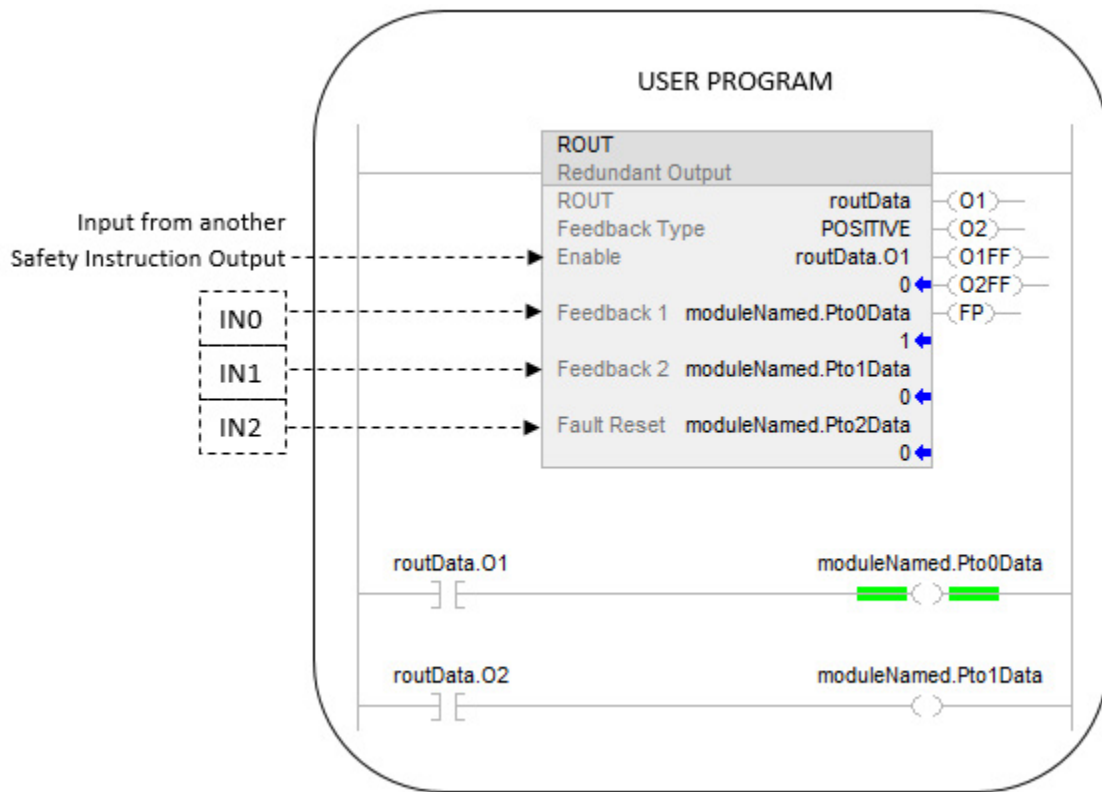 USER PROGRAM
ROUT
Redundant Output
ROUT routData (O1)
Feedback Type POSITIVE (O2)
Input from another
Safety Instruction Output
Enable routData.O1 (O1FF)
0 (O2FF)
IN0
Feedback 1 moduleNamed.Pto0Data (FP)
1
IN1
Feedback 2 moduleNamed.Pto1Data
0
IN2
Fault Reset moduleNamed.Pto2Data
0
routData.O1 moduleNamed.Pto0Data
routData.O2 moduleNamed.Pto1Data